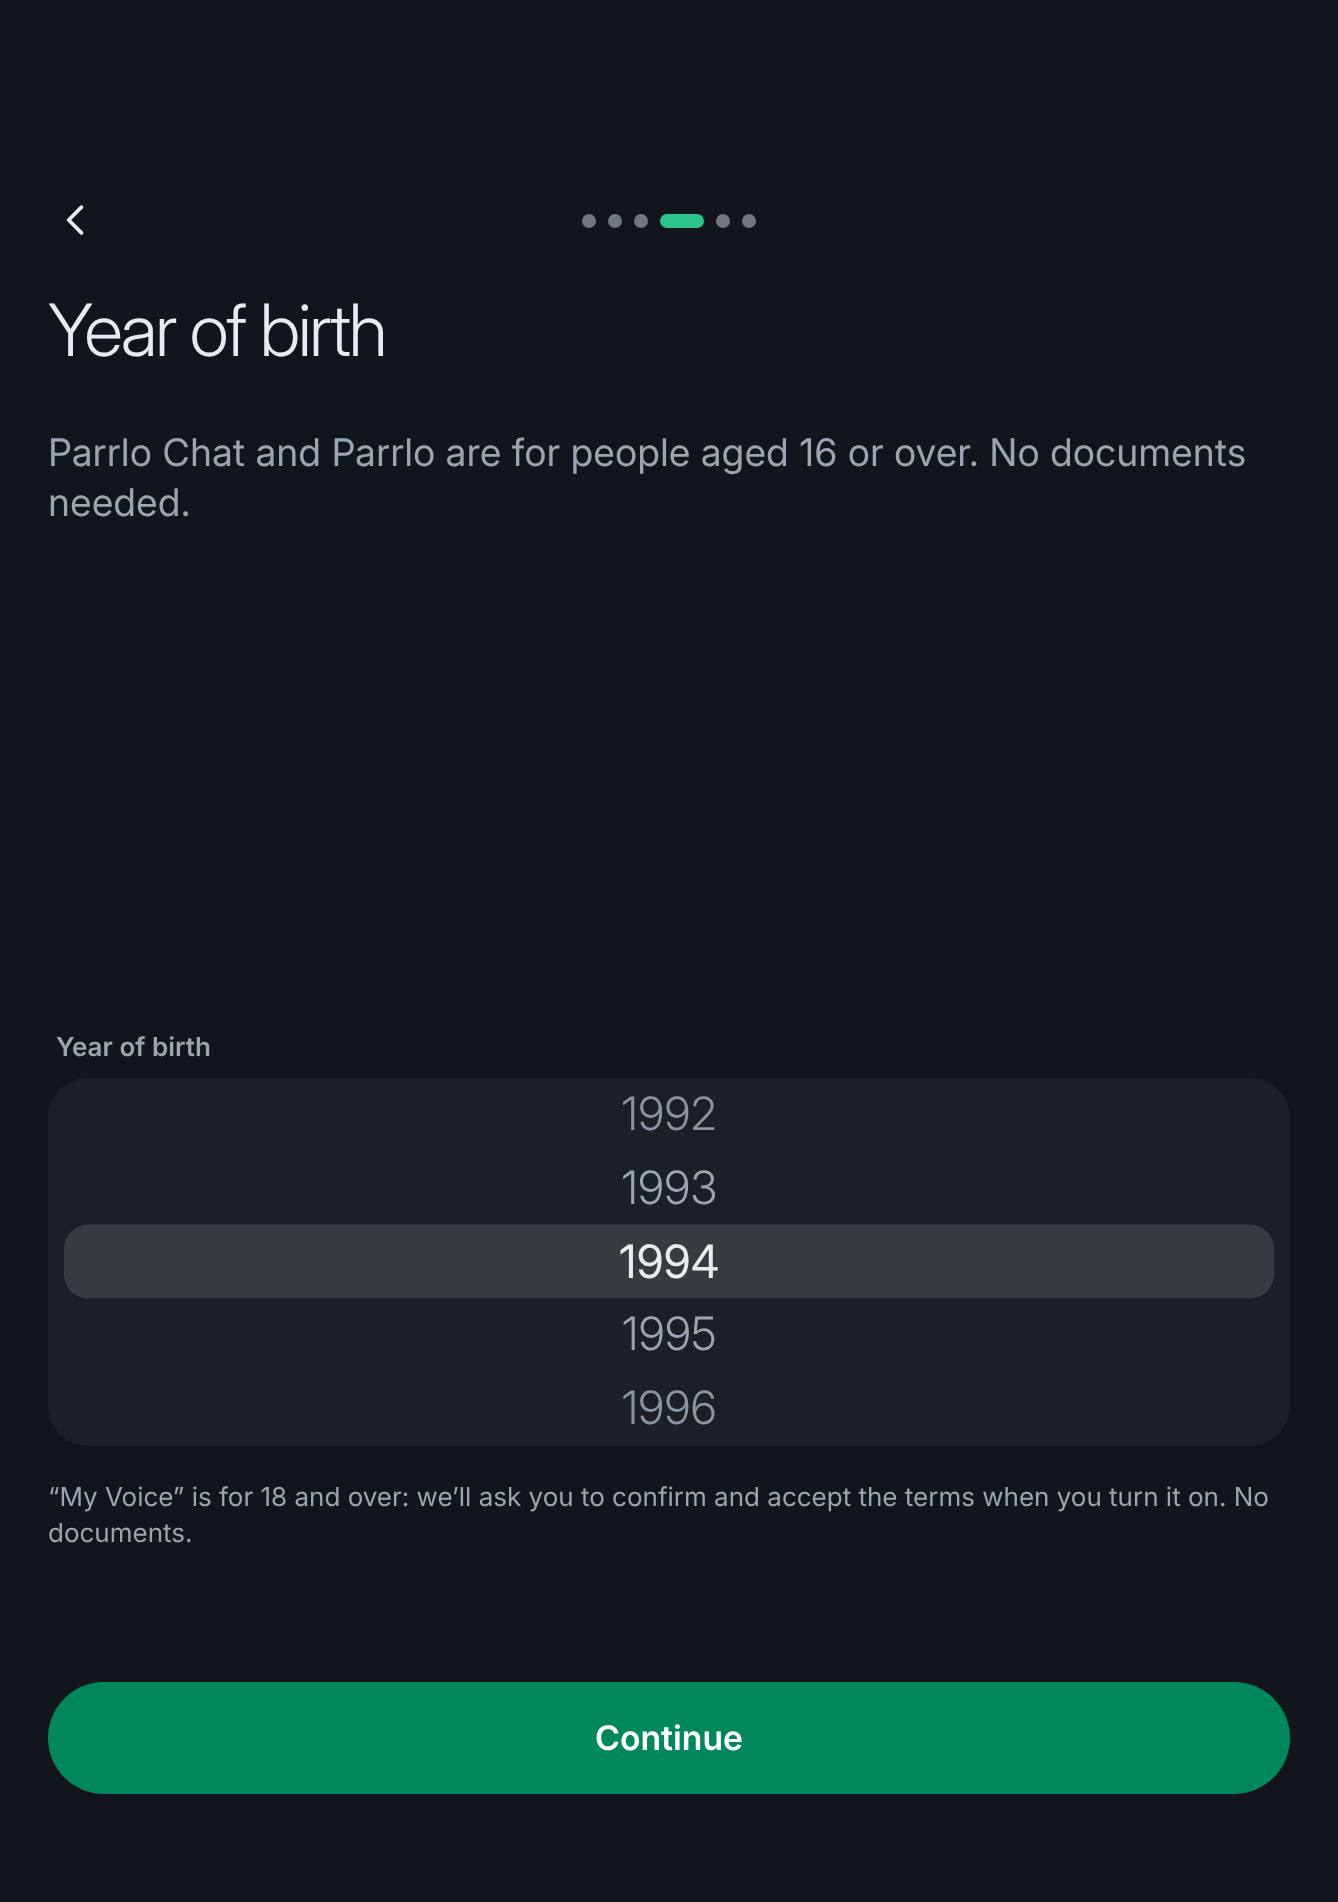 Year of birth
Parrlo Chat and Parrlo are for people aged 16 or over. No documents
needed.
Year of birth
1992
1993
1994
1995
1996
“My Voice” is for 18 and over: we’ll ask you to confirm and accept the terms when you turn it on. No
documents.
Continue